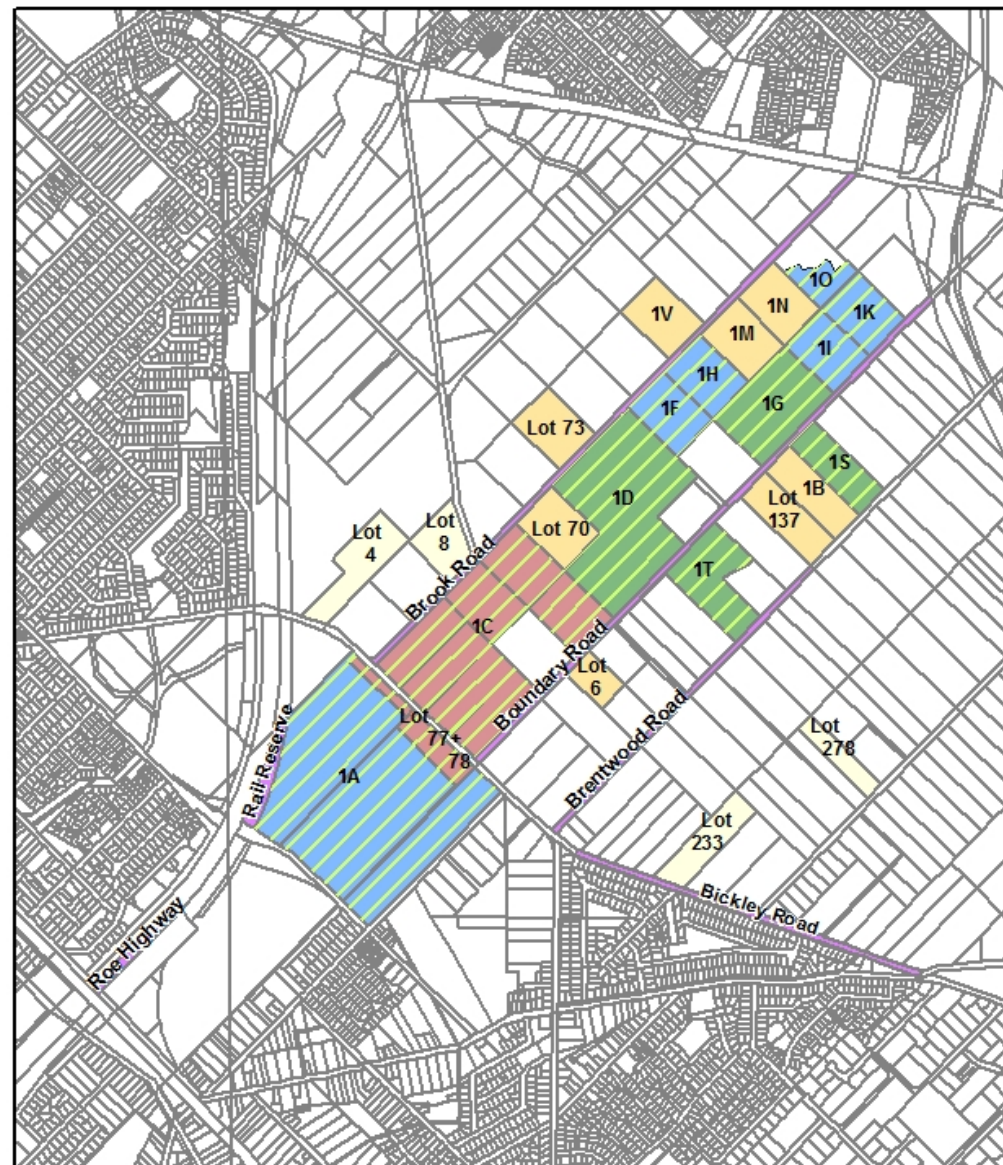 1O
1K
1N
1V
1M
1I
1H
1F
1G
Lot 73
1S
1B
Lot
137
1D
Lot 70
Lot
8
Lot
4
1T
Brook Road
1C
Boundary Road
Lot
6
Lot
77+
78
Brentwood Road
Lot
278
Rail Reserve
1A
Lot
233
Bickley Road
Roe Highway